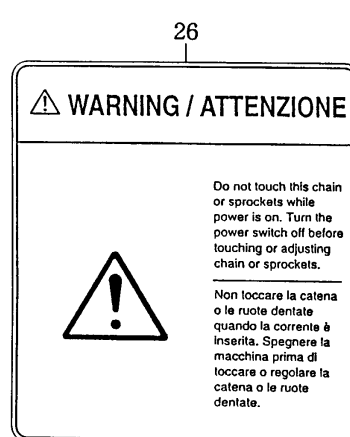 26
⚠ WARNING / ATTENZIONE
Do not touch this chain
or sprockets while
power is on. Turn the
power switch off before
touching or adjusting
chain or sprockets.
Non toccare la catena
o le ruote dentate
quando la corrente è
inserita. Spegnere la
macchina prima di
toccare o regolare la
catena o le ruote
dentate.